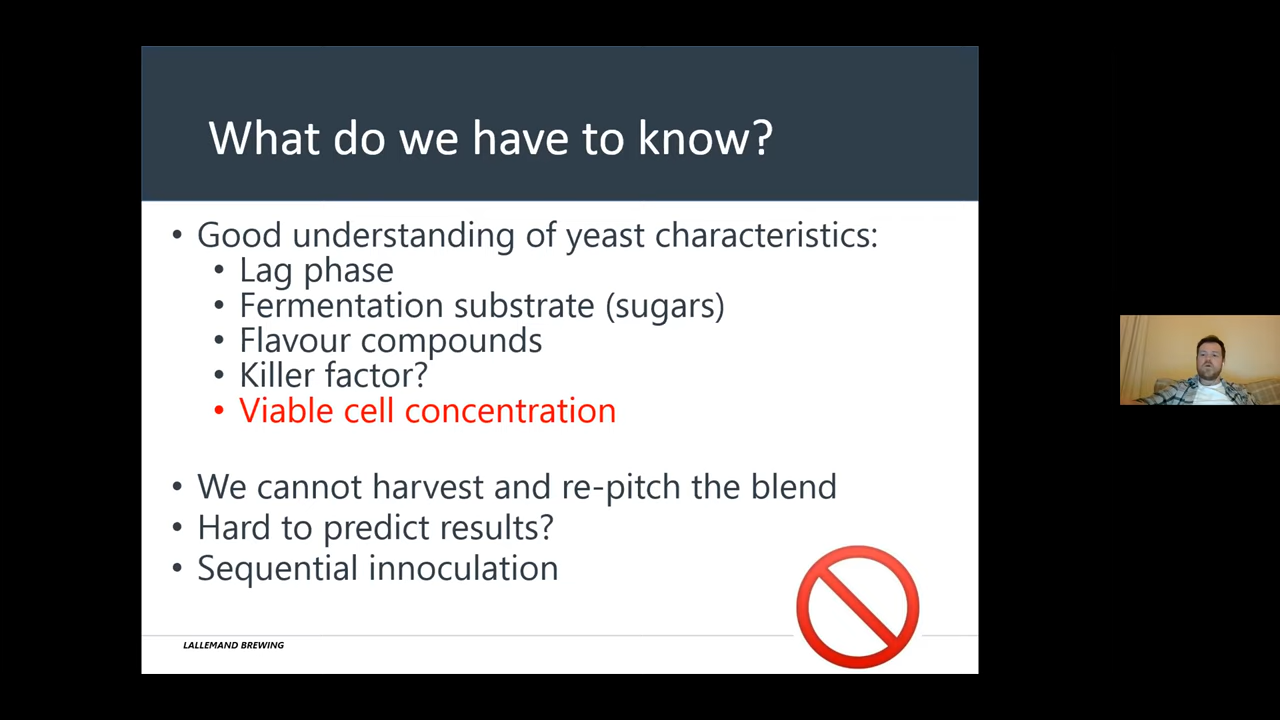 What do we have to know?
• Good understanding of yeast characteristics:
• Lag phase
• Fermentation substrate (sugars)
• Flavour compounds
• Killer factor?
• Viable cell concentration
• We cannot harvest and re-pitch the blend
• Hard to predict results?
• Sequential innoculation
LALLEMAND BREWING